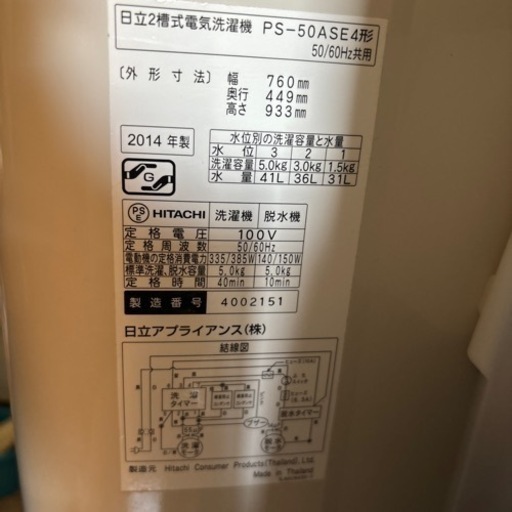 日立2槽式電気洗濯機 PS-50ASE4形
50/60Hz共用
〔外形寸法〕幅 760mm
奥行 449mm
高さ 933mm
2014年製
水位別の洗濯容量と水量
水位 3 2 1
洗濯容量 5.0kg 3.0kg 1.5kg
水量 41L 36L 31L
G
PS
E HITACHI 洗濯機 脱水機
定格電圧 100V
定格周波数 50/60Hz
電動機の定格消費電力 335/385W 140/150W
標準洗濯、脱水容量 5.0kg 5.0kg
定格時間 40min 10min
製造番号 4002151
日立アプライアンス(株)
結線図
洗濯
タイマー
脱水タイマー
ブザー
製造元 Hitachi Consumer Products(Thailand),Ltd.
Made in Thailand